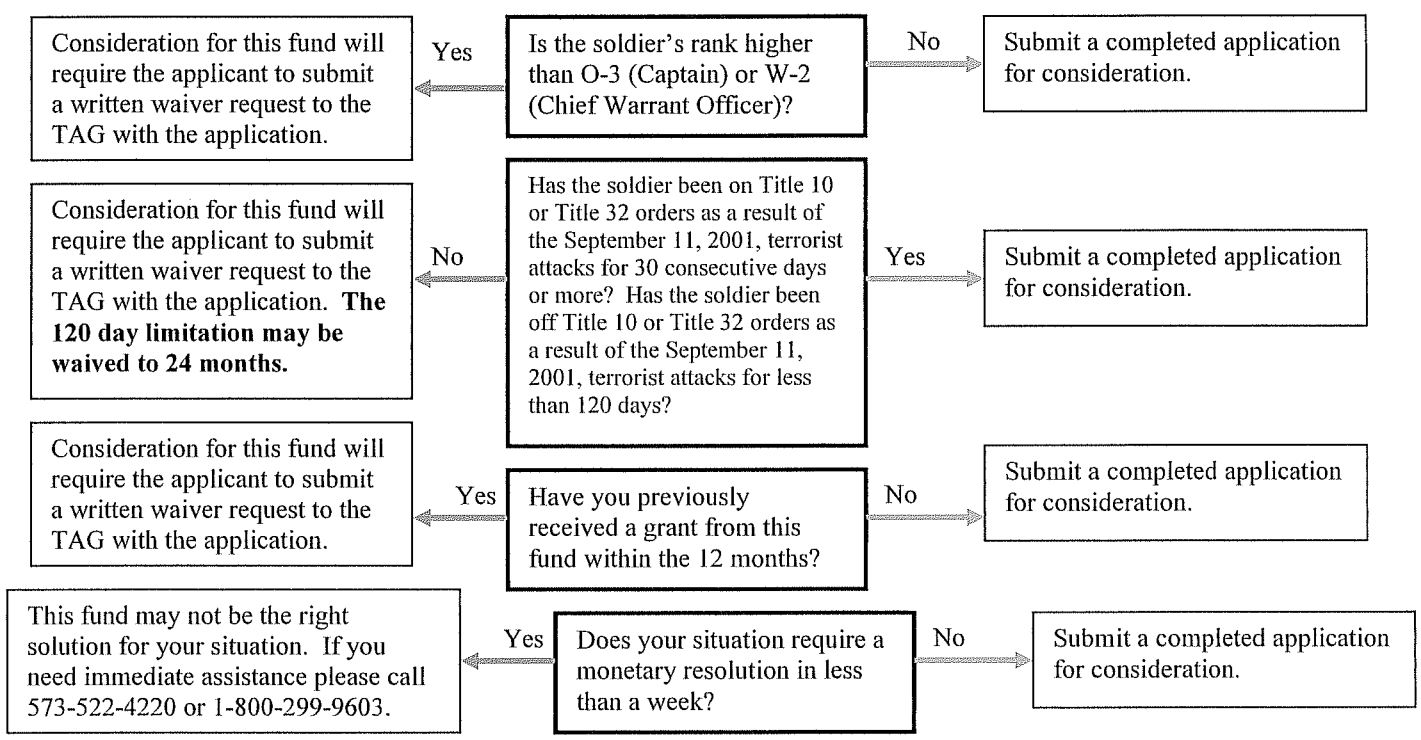 Consideration for this fund will
require the applicant to submit
a written waiver request to the
TAG with the application.
Yes
Is the soldier's rank higher
than O-3 (Captain) or W-2
(Chief Warrant Officer)?
No
Submit a completed application
for consideration.
Consideration for this fund will
require the applicant to submit
a written waiver request to the
TAG with the application. The
120 day limitation may be
waived to 24 months.
No
Has the soldier been on Title 10
or Title 32 orders as a result of
the September 11, 2001, terrorist
attacks for 30 consecutive days
or more? Has the soldier been
off Title 10 or Title 32 orders as
a result of the September 11,
2001, terrorist attacks for less
than 120 days?
Yes
Submit a completed application
for consideration.
Consideration for this fund will
require the applicant to submit
a written waiver request to the
TAG with the application.
Yes
Have you previously
received a grant from this
fund within the 12 months?
No
Submit a completed application
for consideration.
This fund may not be the right
solution for your situation. If you
need immediate assistance please call
573-522-4220 or 1-800-299-9603.
Yes
Does your situation require a
monetary resolution in less
than a week?
No
Submit a completed application
for consideration.